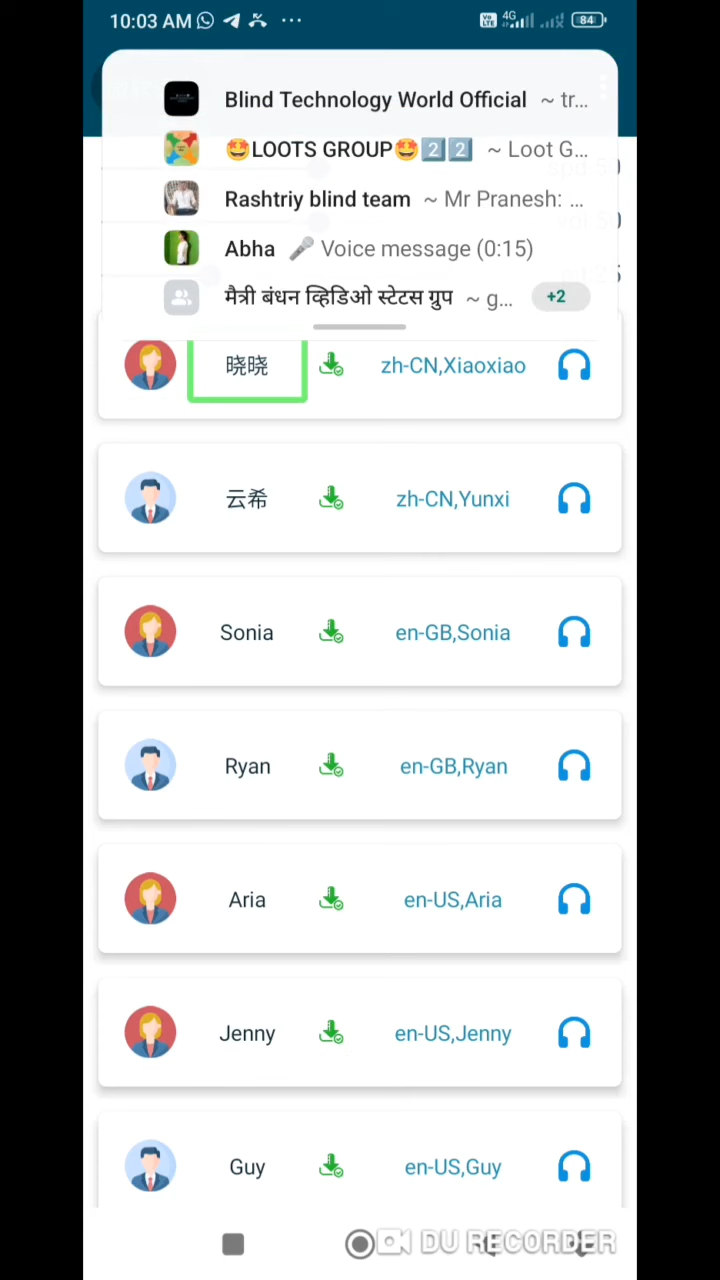 10:03 AM 4G 84
Blind Technology World Official ~ tr...
🤩LOOTS GROUP🤩2️⃣2️⃣ ~ Loot G...
Rashtriy blind team ~ Mr Pranesh: ...
Abha 🎤 Voice message (0:15)
मैत्री बंधन व्हिडिओ स्टेटस ग्रुप ~ g... +2
晓晓 zh-CN,Xiaoxiao
云希 zh-CN,Yunxi
Sonia en-GB,Sonia
Ryan en-GB,Ryan
Aria en-US,Aria
Jenny en-US,Jenny
Guy en-US,Guy
DU RECORDER